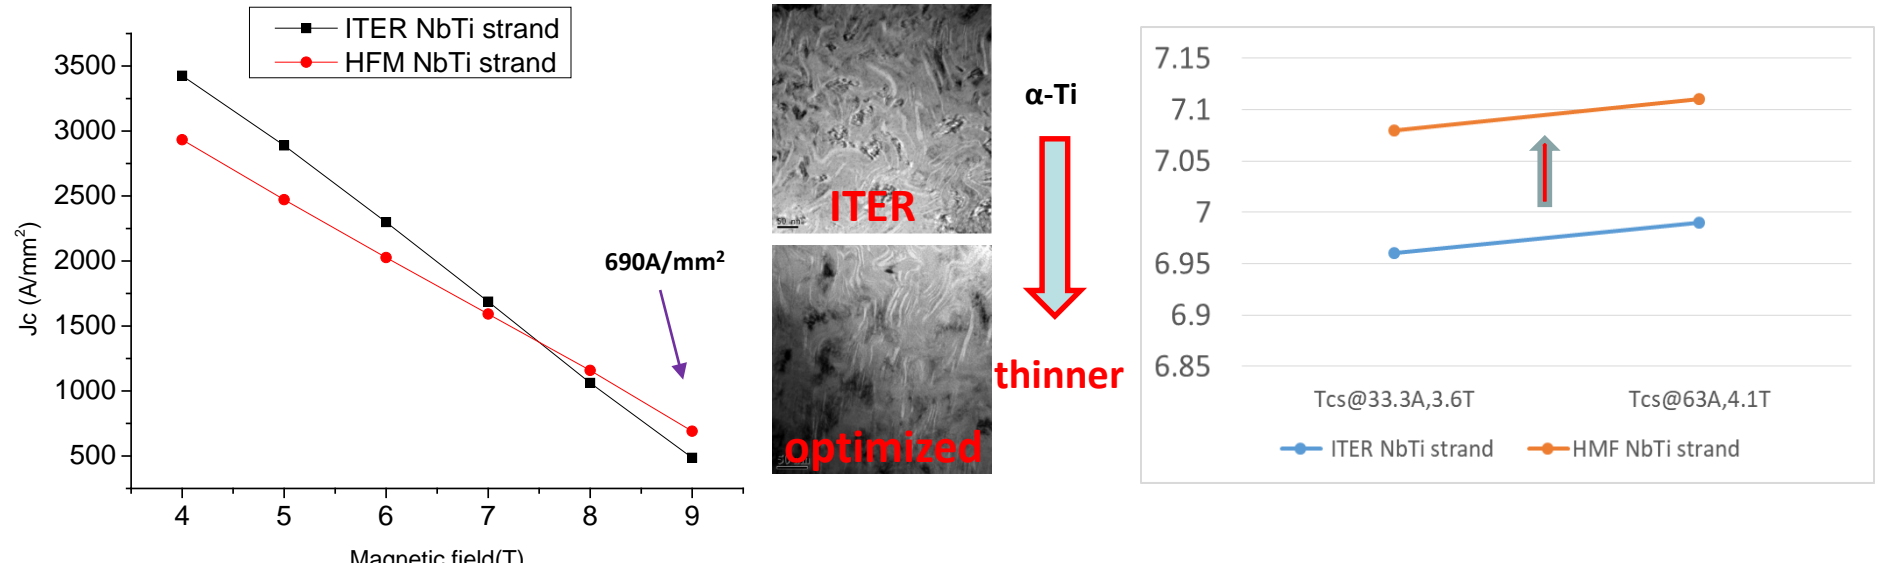 ITER NbTi strand
HFM NbTi strand
3500
3000
2500
2000
1500
1000
500
Jc (A/mm²)
4 5 6 7 8 9
Magnetic field(T)
690A/mm²
50 nm
ITER
optimized
α-Ti
thinner
7.15
7.1
7.05
7
6.95
6.9
6.85
Tcs@33.3A,3.6T Tcs@63A,4.1T
ITER NbTi strand HMF NbTi strand